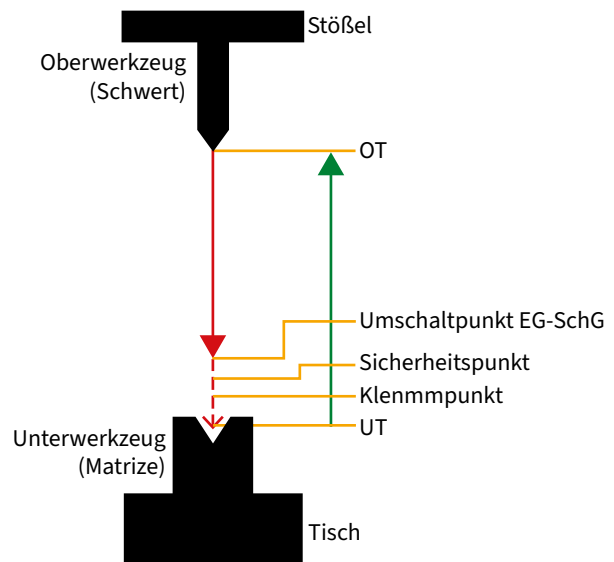 Stößel
Oberwerkzeug
(Schwert)
OT
Umschaltpunkt EG-SchG
Sicherheitspunkt
Klenmmpunkt
UT
Unterwerkzeug
(Matrize)
Tisch